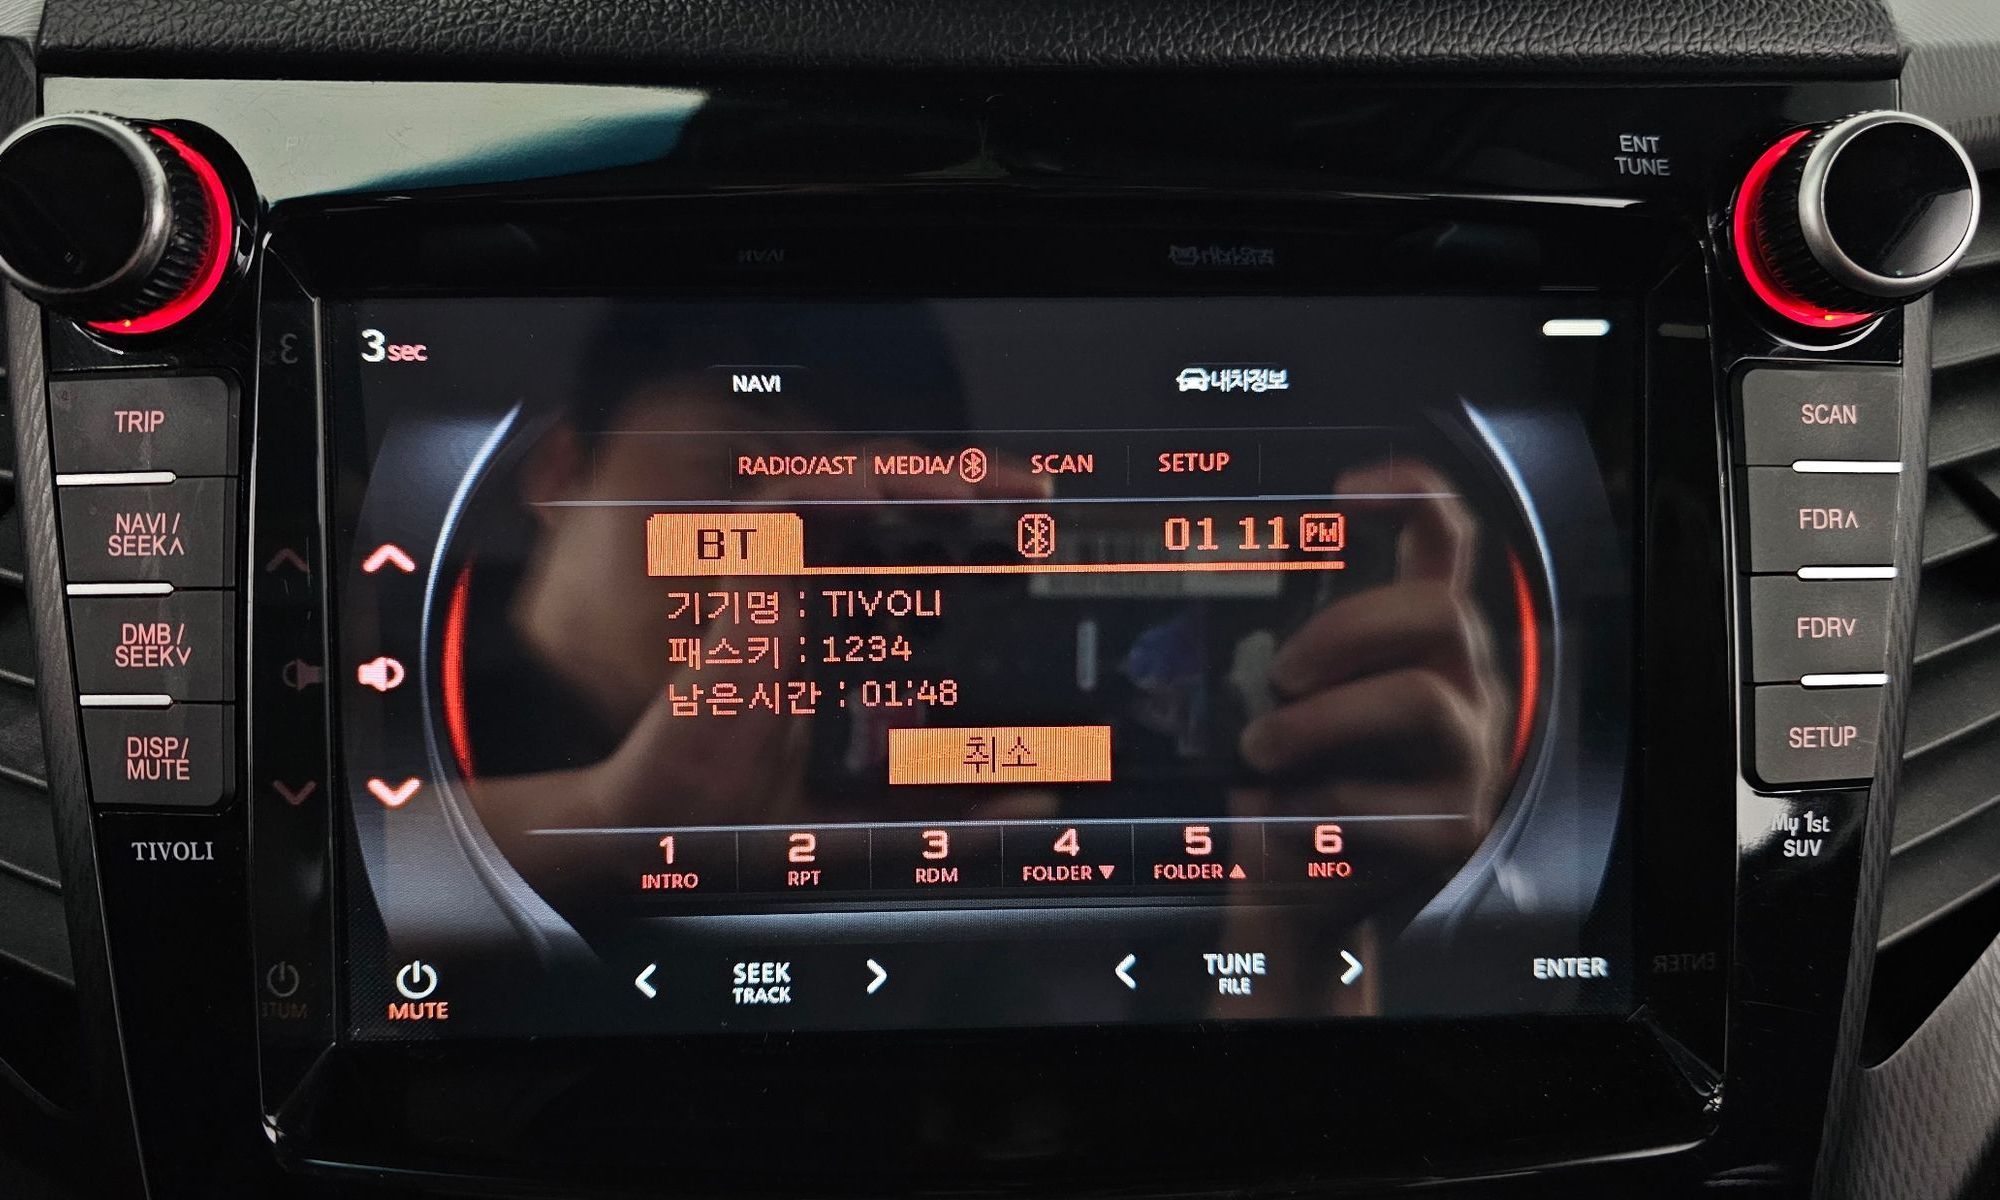 ENT
TUNE
3sec
NAVI
내차정보
TRIP
NAVI /
SEEK∧
DMB /
SEEK∨
DISP/
MUTE
TIVOLI
RADIO/AST MEDIA/ SCAN SETUP
BT 01 11 PM
기기명 : TIVOLI
패스키 : 1234
남은시간 : 01:48
취소
1 2 3 4 5 6
INTRO RPT RDM FOLDER▼ FOLDER▲ INFO
MUTE
< SEEK >
TRACK
< TUNE >
FILE
ENTER
SCAN
FDR∧
FDR∨
SETUP
My 1st
SUV